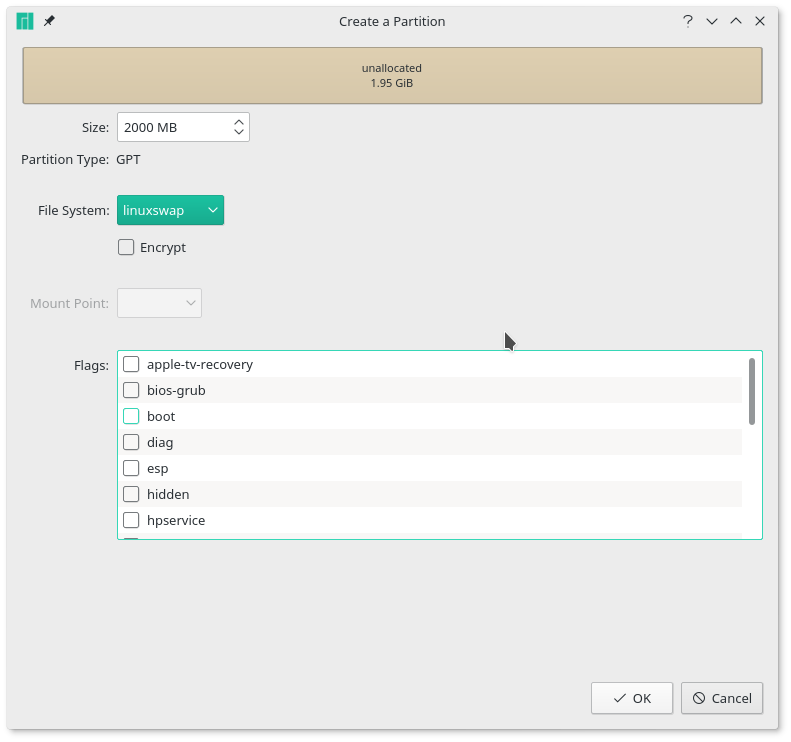 Create a Partition
unallocated
1.95 GiB
Size: 2000 MB
Partition Type: GPT
File System: linuxswap
Encrypt
Mount Point:
Flags: apple-tv-recovery
bios-grub
boot
diag
esp
hidden
hpservice
OK Cancel